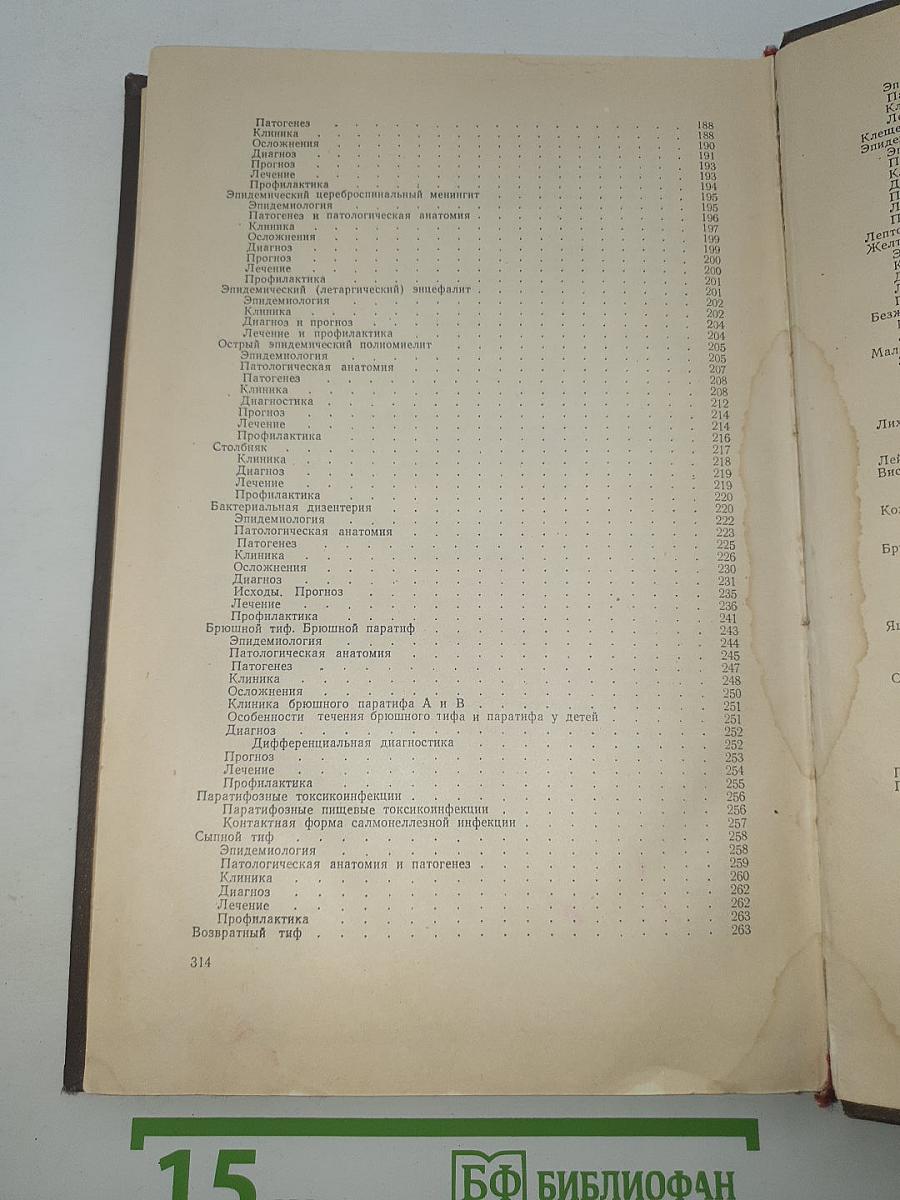 Патогенез . . . 188
Клиника . . . 188
Осложнения . . . 190
Диагноз . . . 191
Прогноз . . . 193
Лечение . . . 193
Профилактика . . . 194
Эпидемический цереброспинальный менингит . . . 195
Эпидемиология . . . 195
Патогенез и патологическая анатомия . . . 196
Клиника . . . 197
Осложнения . . . 199
Диагноз . . . 199
Прогноз . . . 200
Лечение . . . 200
Профилактика . . . 201
Эпидемический (летаргический) энцефалит . . . 201
Эпидемиология . . . 202
Клиника . . . 202
Диагноз и прогноз . . . 204
Лечение и профилактика . . . 204
Острый эпидемический полиомиелит . . . 205
Эпидемиология . . . 205
Патологическая анатомия . . . 207
Патогенез . . . 208
Клиника . . . 208
Диагностика . . . 212
Прогноз . . . 214
Лечение . . . 214
Профилактика . . . 216
Столбняк . . . 217
Клиника . . . 218
Диагноз . . . 219
Лечение . . . 219
Профилактика . . . 220
Бактериальная дизентерия . . . 220
Эпидемиология . . . 222
Патологическая анатомия . . . 223
Патогенез . . . 225
Клиника . . . 226
Осложнения . . . 230
Диагноз . . . 231
Исходы. Прогноз . . . 235
Лечение . . . 236
Профилактика . . . 241
Брюшной тиф. Брюшной паратиф . . . 243
Эпидемиология . . . 244
Патологическая анатомия . . . 245
Патогенез . . . 247
Клиника . . . 248
Осложнения . . . 250
Клиника брюшного паратифа А и В . . . 251
Особенности течения брюшного тифа и паратифа у детей . . . 251
Диагноз . . . 252
Дифференциальная диагностика . . . 252
Прогноз . . . 253
Лечение . . . 254
Профилактика . . . 255
Паратифозные токсикоинфекции . . . 256
Паратифозные пищевые токсикоинфекции . . . 256
Контактная форма салмонеллезной инфекции . . . 257
Сыпной тиф . . . 258
Эпидемиология . . . 258
Патологическая анатомия и патогенез . . . 259
Клиника . . . 260
Диагноз . . . 262
Лечение . . . 262
Профилактика . . . 263
Возвратный тиф . . . 263
314
15
БФ БИБЛИОФАН